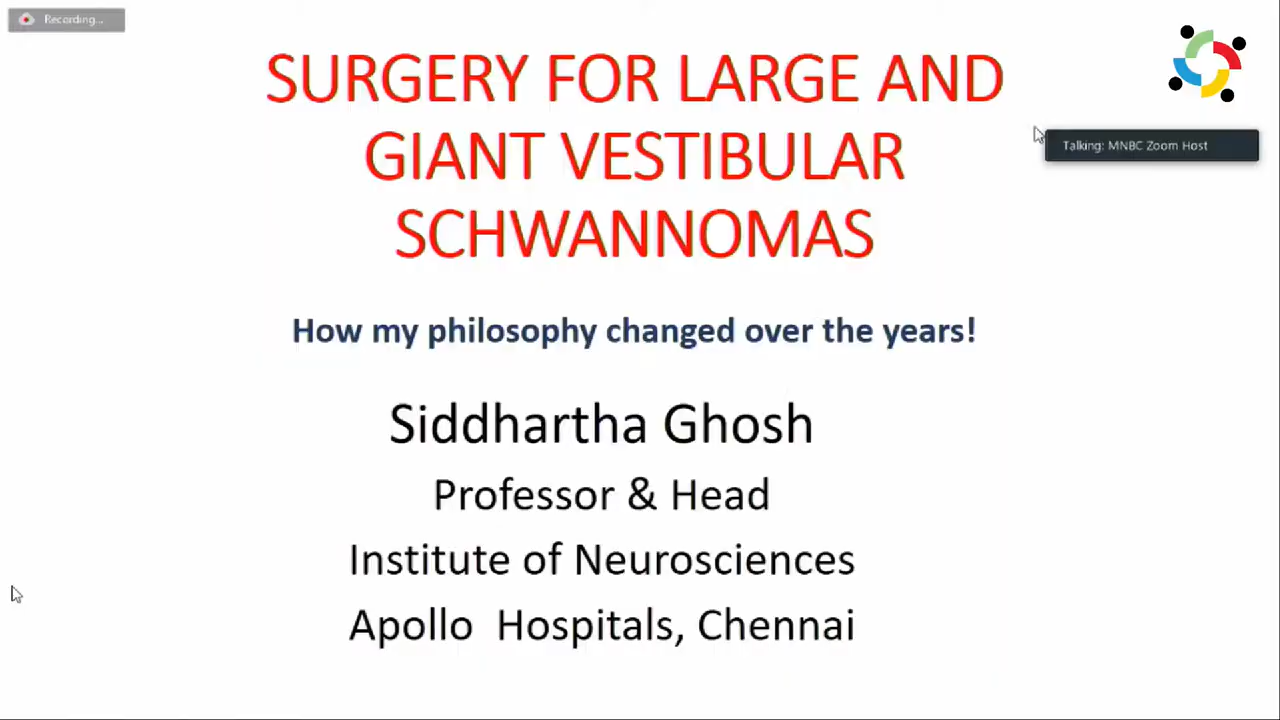 Recording...
SURGERY FOR LARGE AND
GIANT VESTIBULAR
SCHWANNOMAS
Talking: MNBC Zoom Host
How my philosophy changed over the years!
Siddhartha Ghosh
Professor & Head
Institute of Neurosciences
Apollo Hospitals, Chennai